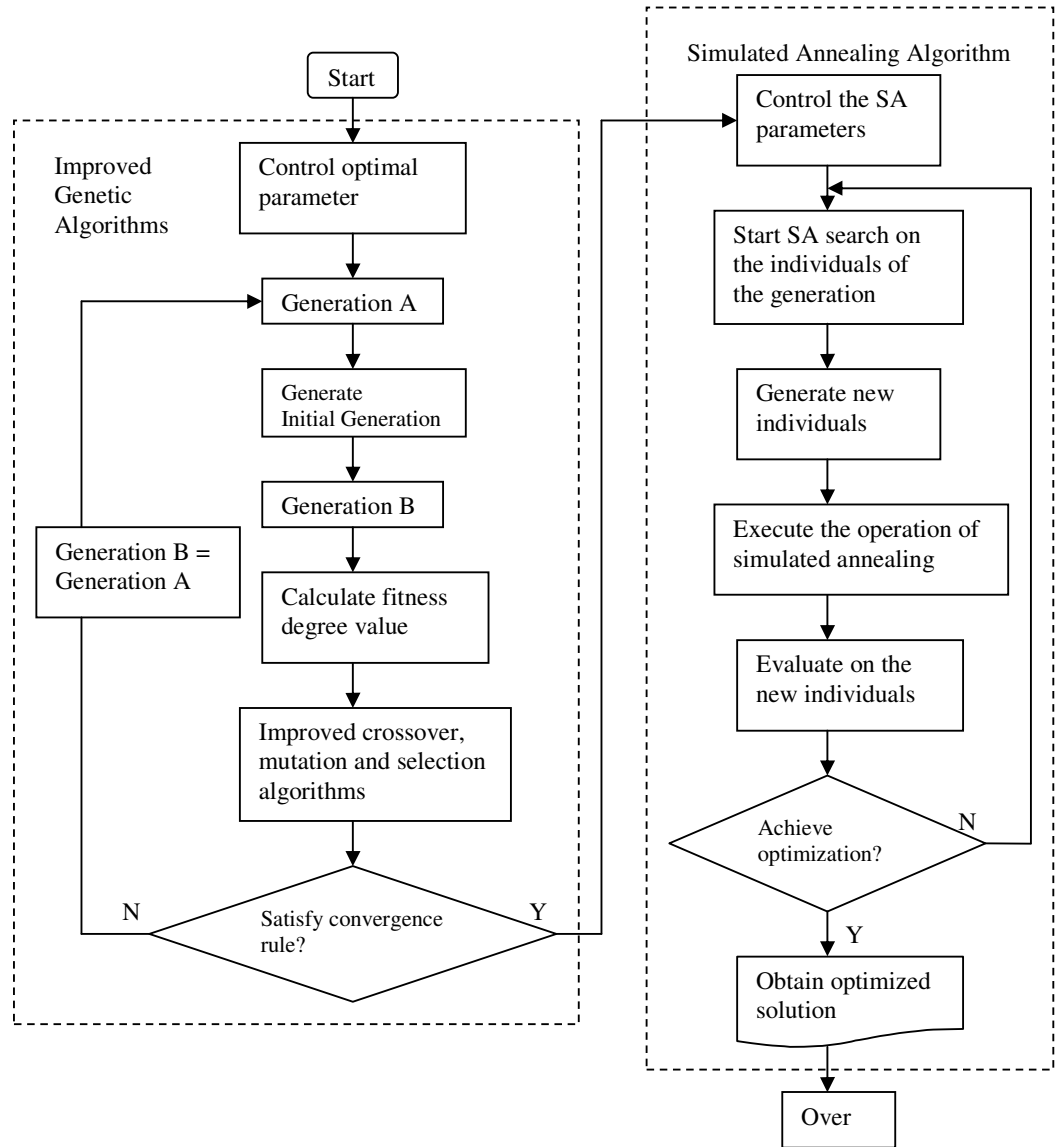 Start
Improved
Genetic
Algorithms
Control optimal
parameter
Generation A
Generate
Initial Generation
Generation B
Generation B =
Generation A
Calculate fitness
degree value
Improved crossover,
mutation and selection
algorithms
Satisfy convergence
rule?
N
Y
Simulated Annealing Algorithm
Control the SA
parameters
Start SA search on
the individuals of
the generation
Generate new
individuals
Execute the operation of
simulated annealing
Evaluate on the
new individuals
Achieve
optimization?
N
Y
Obtain optimized
solution
Over